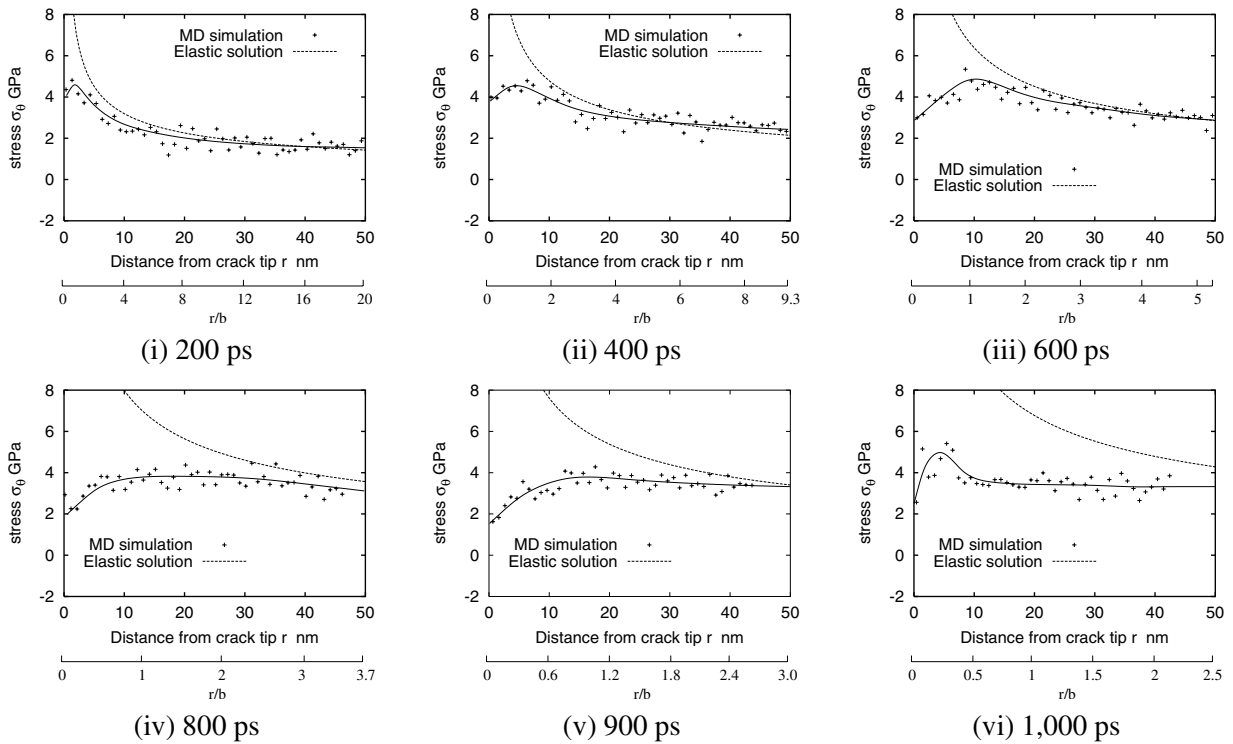 8
6
4
2
0
-2
stress σθ GPa
MD simulation
Elastic solution
0 10 20 30 40 50
Distance from crack tip r nm
0 4 8 12 16 20
r/b
(i) 200 ps
8
6
4
2
0
-2
stress σθ GPa
MD simulation
Elastic solution
0 10 20 30 40 50
Distance from crack tip r nm
0 2 4 6 8 9.3
r/b
(ii) 400 ps
8
6
4
2
0
-2
stress σθ GPa
MD simulation
Elastic solution
0 10 20 30 40 50
Distance from crack tip r nm
0 1 2 3 4 5
r/b
(iii) 600 ps
8
6
4
2
0
-2
stress σθ GPa
MD simulation
Elastic solution
0 10 20 30 40 50
Distance from crack tip r nm
0 1 2 3 3.7
r/b
(iv) 800 ps
8
6
4
2
0
-2
stress σθ GPa
MD simulation
Elastic solution
0 10 20 30 40 50
Distance from crack tip r nm
0 0.6 1.2 1.8 2.4 3.0
r/b
(v) 900 ps
8
6
4
2
0
-2
stress σθ GPa
MD simulation
Elastic solution
0 10 20 30 40 50
Distance from crack tip r nm
0 0.5 1 1.5 2 2.5
r/b
(vi) 1,000 ps